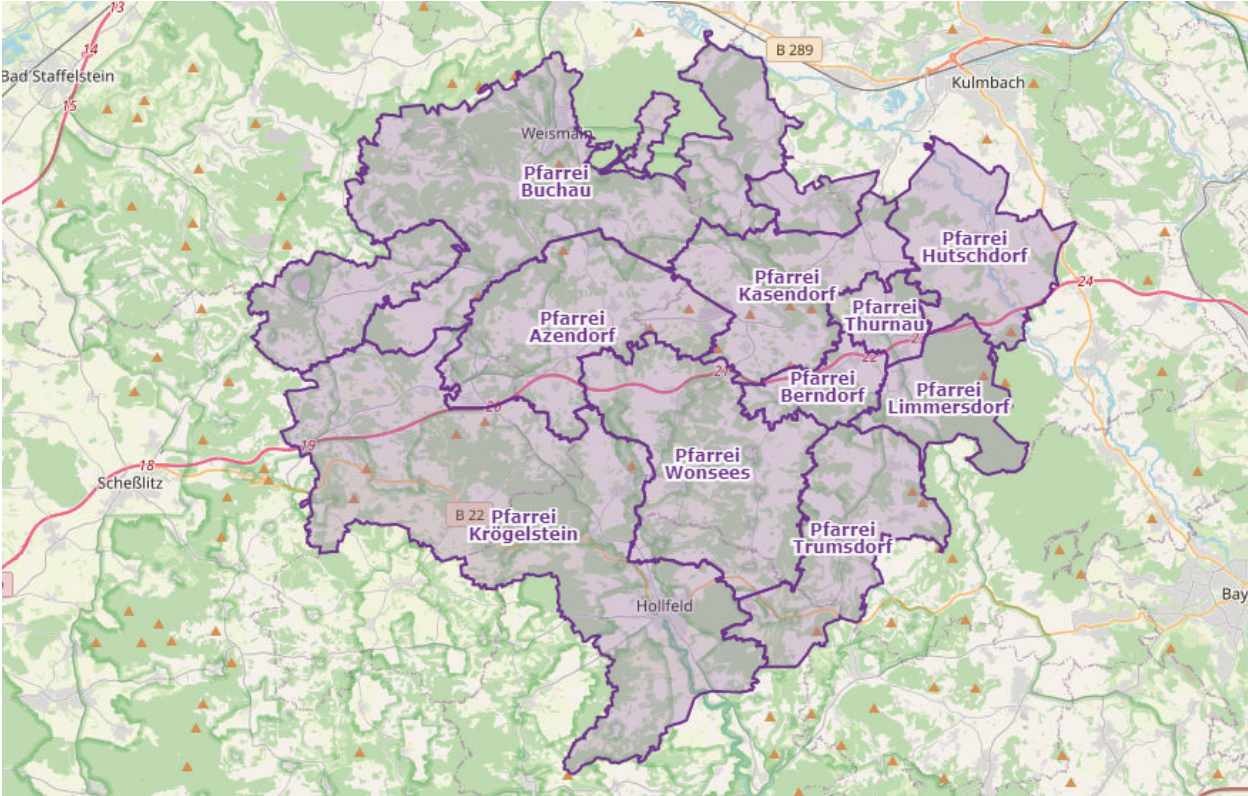 13
14
B 289
Bad Staffelstein
15
Kulmbach
Weismain
Pfarrei
Buchau
Pfarrei
Hutschdorf
Pfarrei
Kasendorf
24
Pfarrei
Thurnau
Pfarrei
Azendorf
23
22
21
Pfarrei
Berndorf
Pfarrei
Limmersdorf
20
19
18
Pfarrei
Wonsees
Scheßlitz
B 22
Pfarrei
Krögelstein
Pfarrei
Trumsdorf
Hollfeld
Bay